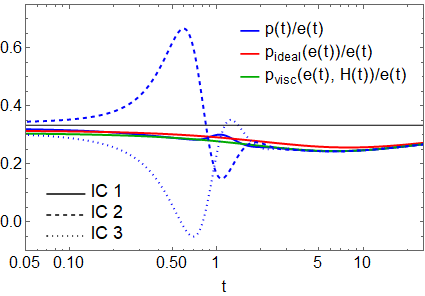 0.6
0.4
0.2
0.0
p(t)/e(t)
p_ideal(e(t))/e(t)
p_visc(e(t), H(t))/e(t)
IC 1
IC 2
IC 3
0.05 0.10 0.50 1 5 10
t